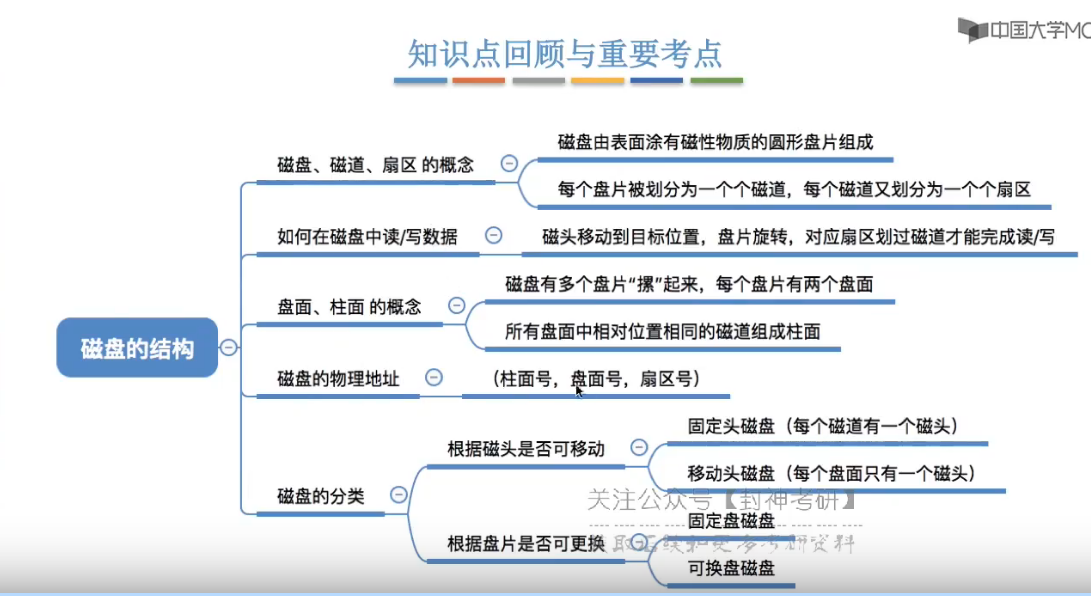 中国大学MO
知识点回顾与重要考点
磁盘的结构
磁盘、磁道、扇区 的概念
磁盘由表面涂有磁性物质的圆形盘片组成
每个盘片被划分为一个个磁道，每个磁道又划分为一个个扇区
如何在磁盘中读/写数据
磁头移动到目标位置，盘片旋转，对应扇区划过磁道才能完成读/写
盘面、柱面 的概念
磁盘有多个盘片“摞”起来，每个盘片有两个盘面
所有盘面中相对位置相同的磁道组成柱面
磁盘的物理地址
（柱面号，盘面号，扇区号）
磁盘的分类
根据磁头是否可移动
固定头磁盘（每个磁道有一个磁头）
移动头磁盘（每个盘面只有一个磁头）
根据盘片是否可更换
固定盘磁盘
可换盘磁盘
关注公众号【封神考研】